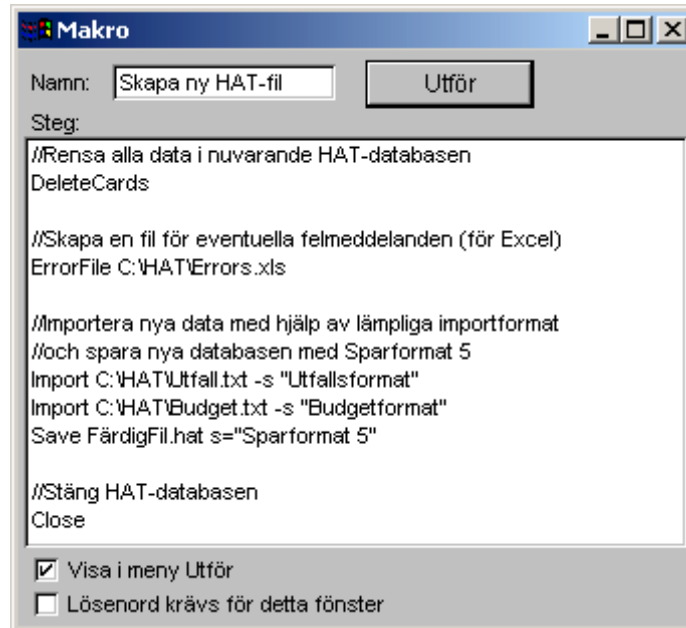 Makro
Namn: Skapa ny HAT-fil Utför
Steg:
//Rensa alla data i nuvarande HAT-databasen
DeleteCards
//Skapa en fil för eventuella felmeddelanden (för Excel)
ErrorFile C:\HAT\Errors.xls
//Importera nya data med hjälp av lämpliga importformat
//och spara nya databasen med Sparformat 5
Import C:\HAT\Utfall.txt -s "Utfallsformat"
Import C:\HAT\Budget.txt -s "Budgetformat"
Save FärdigFil.hat s="Sparformat 5"
//Stäng HAT-databasen
Close
Visa i meny Utför
Lösenord krävs för detta fönster